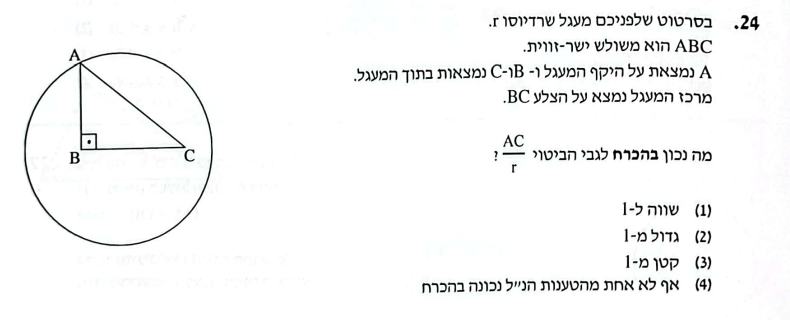 24. בסרטוט שלפניכם מעגל שרדיוסו r.
ABC הוא משולש ישר-זווית.
A נמצאת על היקף המעגל ו- B ו-C נמצאות בתוך המעגל.
מרכז המעגל נמצא על הצלע BC.
מה נכון בהכרח לגבי הביטוי AC/r ?
(1) שווה ל-1
(2) גדול מ-1
(3) קטן מ-1
(4) אף לא אחת מהטענות הנ״ל נכונה בהכרח
A
B
C